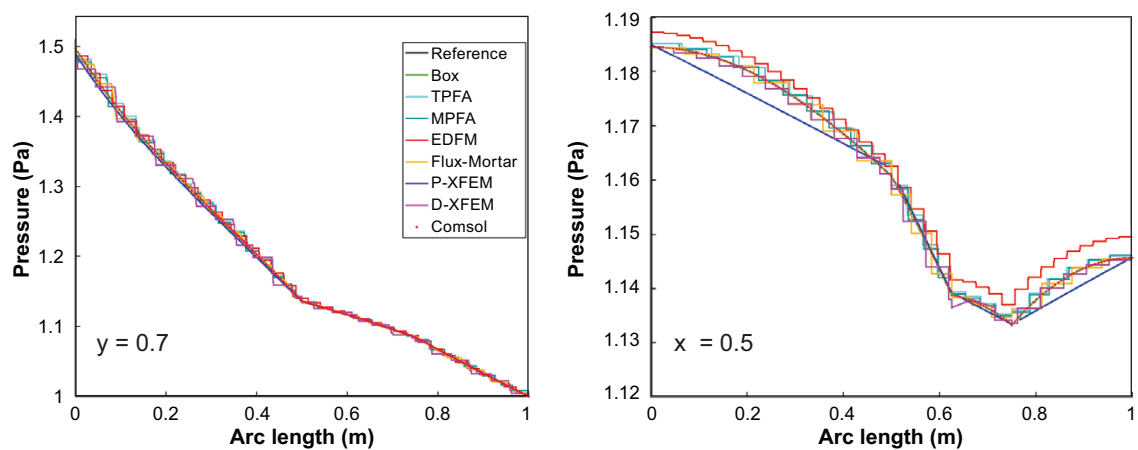 1.5
1.4
1.3
1.2
1.1
1
Pressure (Pa)
0
0.2
0.4
0.6
0.8
1
Arc length (m)
y = 0.7
Reference
Box
TPFA
MPFA
EDFM
Flux-Mortar
P-XFEM
D-XFEM
Comsol
1.19
1.18
1.17
1.16
1.15
1.14
1.13
1.12
Pressure (Pa)
0
0.2
0.4
0.6
0.8
1
Arc length (m)
x = 0.5